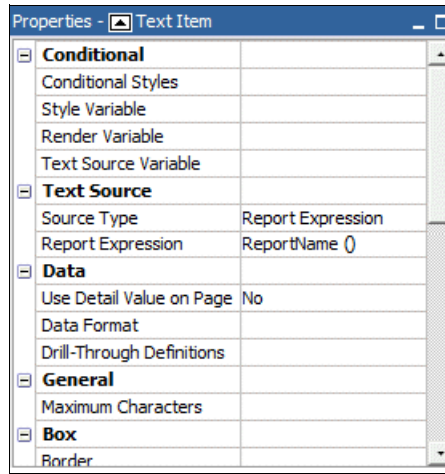 Properties - Text Item
Conditional
Conditional Styles
Style Variable
Render Variable
Text Source Variable
Text Source
Source Type Report Expression
Report Expression ReportName ()
Data
Use Detail Value on Page No
Data Format
Drill-Through Definitions
General
Maximum Characters
Box
Border